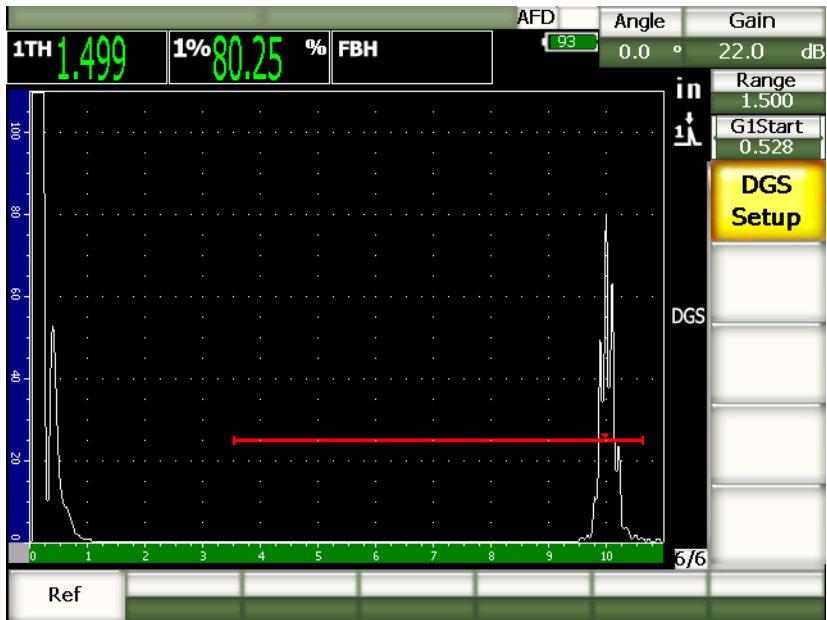 AFD
Angle
Gain
1TH 1.499
1% 80.25 %
FBH
93
0.0 °
22.0 dB
in
Range
1.500
1
G1Start
0.528
DGS
Setup
DGS
100
80
60
40
20
0
0 1 2 3 4 5 6 7 8 9 10
6/6
Ref